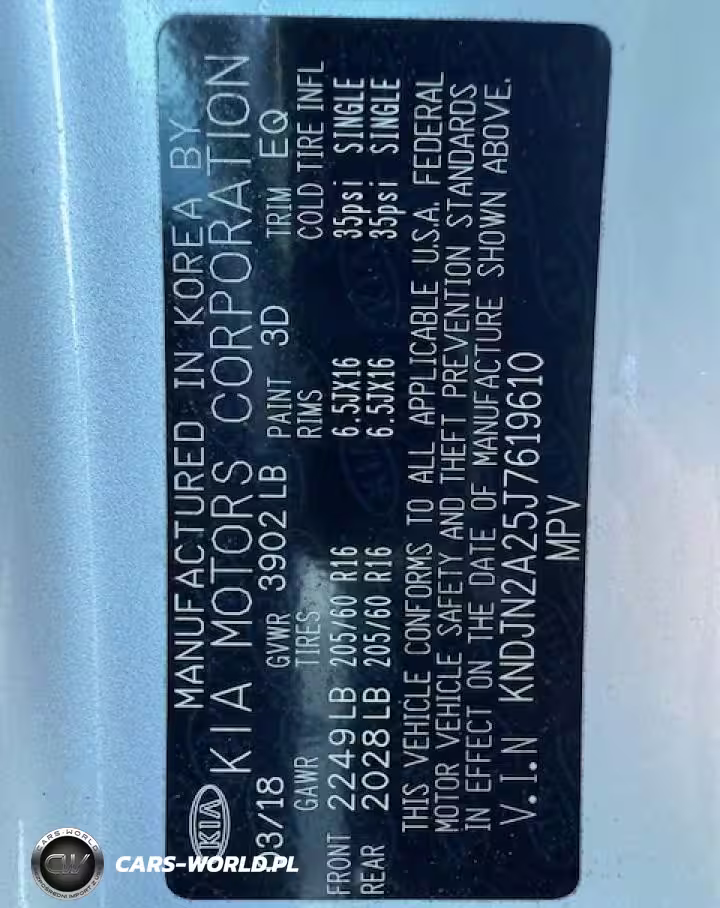 MANUFACTURED IN KOREA BY
KIA MOTORS CORPORATION
KIA
3/18 GVWR 3902 LB PAINT 3D TRIM EQ
GAWR TIRES RIMS COLD TIRE INFL
FRONT 2249 LB 205/60 R16 6.5JX16 35psi SINGLE
REAR 2028 LB 205/60 R16 6.5JX16 35psi SINGLE
THIS VEHICLE CONFORMS TO ALL APPLICABLE U.S.A. FEDERAL
MOTOR VEHICLE SAFETY AND THEFT PREVENTION STANDARDS
IN EFFECT ON THE DATE OF MANUFACTURE SHOWN ABOVE.
V.I.N KNDJN2A25J7619610
MPV
CW
CARS-WORLD.PL